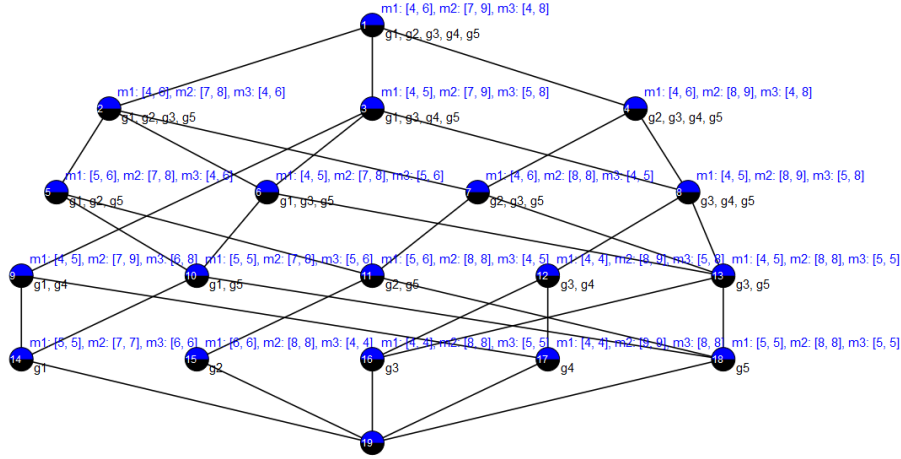 m1: [4, 6], m2: [7, 9], m3: [4, 8]
1
g1, g2, g3, g4, g5
m1: [4, 6], m2: [7, 8], m3: [4, 6]
2
g1, g2, g3, g5
m1: [4, 5], m2: [7, 9], m3: [5, 8]
3
g1, g3, g4, g5
m1: [4, 6], m2: [8, 9], m3: [4, 8]
4
g2, g3, g4, g5
m1: [5, 6], m2: [7, 8], m3: [4, 6]
5
g1, g2, g5
m1: [4, 5], m2: [7, 8], m3: [5, 6]
6
g1, g3, g5
m1: [4, 6], m2: [8, 8], m3: [4, 5]
7
g2, g3, g5
m1: [4, 5], m2: [8, 9], m3: [5, 8]
8
g3, g4, g5
m1: [4, 5], m2: [7, 9], m3: [6, 8]
9
g1, g4
m1: [5, 5], m2: [7, 8], m3: [5, 6]
10
g1, g5
m1: [5, 6], m2: [8, 8], m3: [4, 5]
11
g2, g5
m1: [4, 4], m2: [8, 9], m3: [5, 8]
12
g3, g4
m1: [4, 5], m2: [8, 8], m3: [5, 5]
13
g3, g5
m1: [5, 5], m2: [7, 7], m3: [6, 6]
14
g1
m1: [6, 6], m2: [8, 8], m3: [4, 4]
15
g2
m1: [4, 4], m2: [8, 8], m3: [5, 5]
16
g3
m1: [4, 4], m2: [9, 9], m3: [8, 8]
17
g4
m1: [5, 5], m2: [8, 8], m3: [5, 5]
18
g5
19